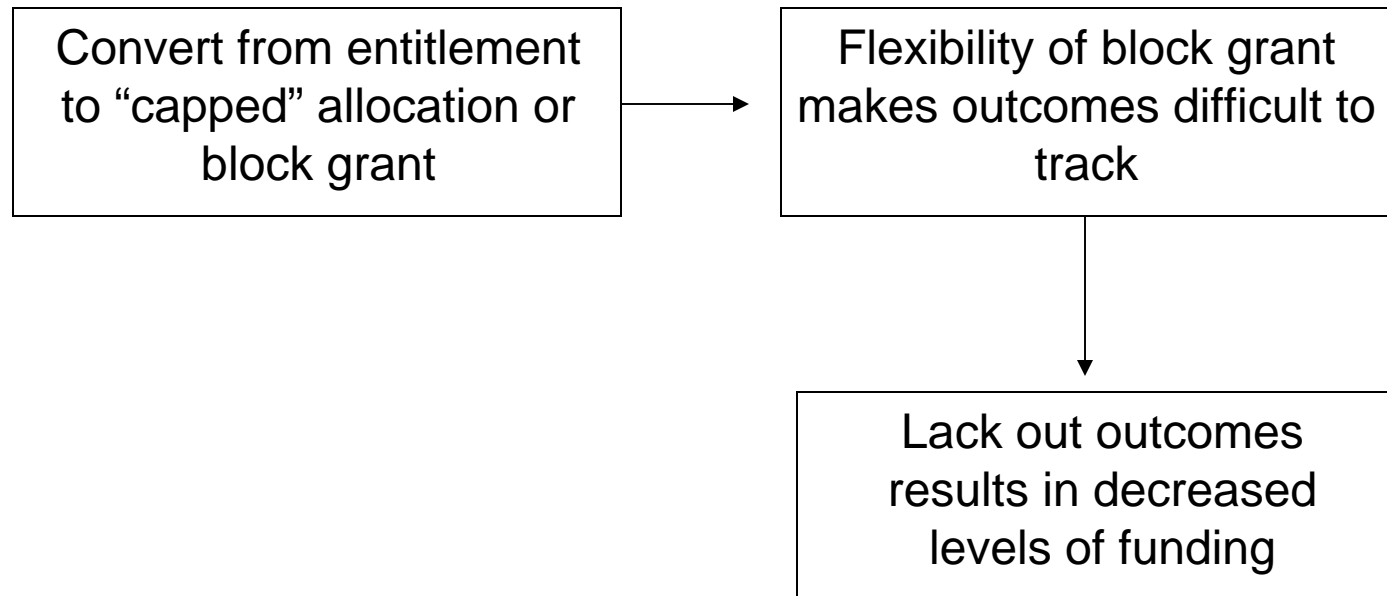 Convert from entitlement
to “capped” allocation or
block grant
Flexibility of block grant
makes outcomes difficult to
track
Lack out outcomes
results in decreased
levels of funding